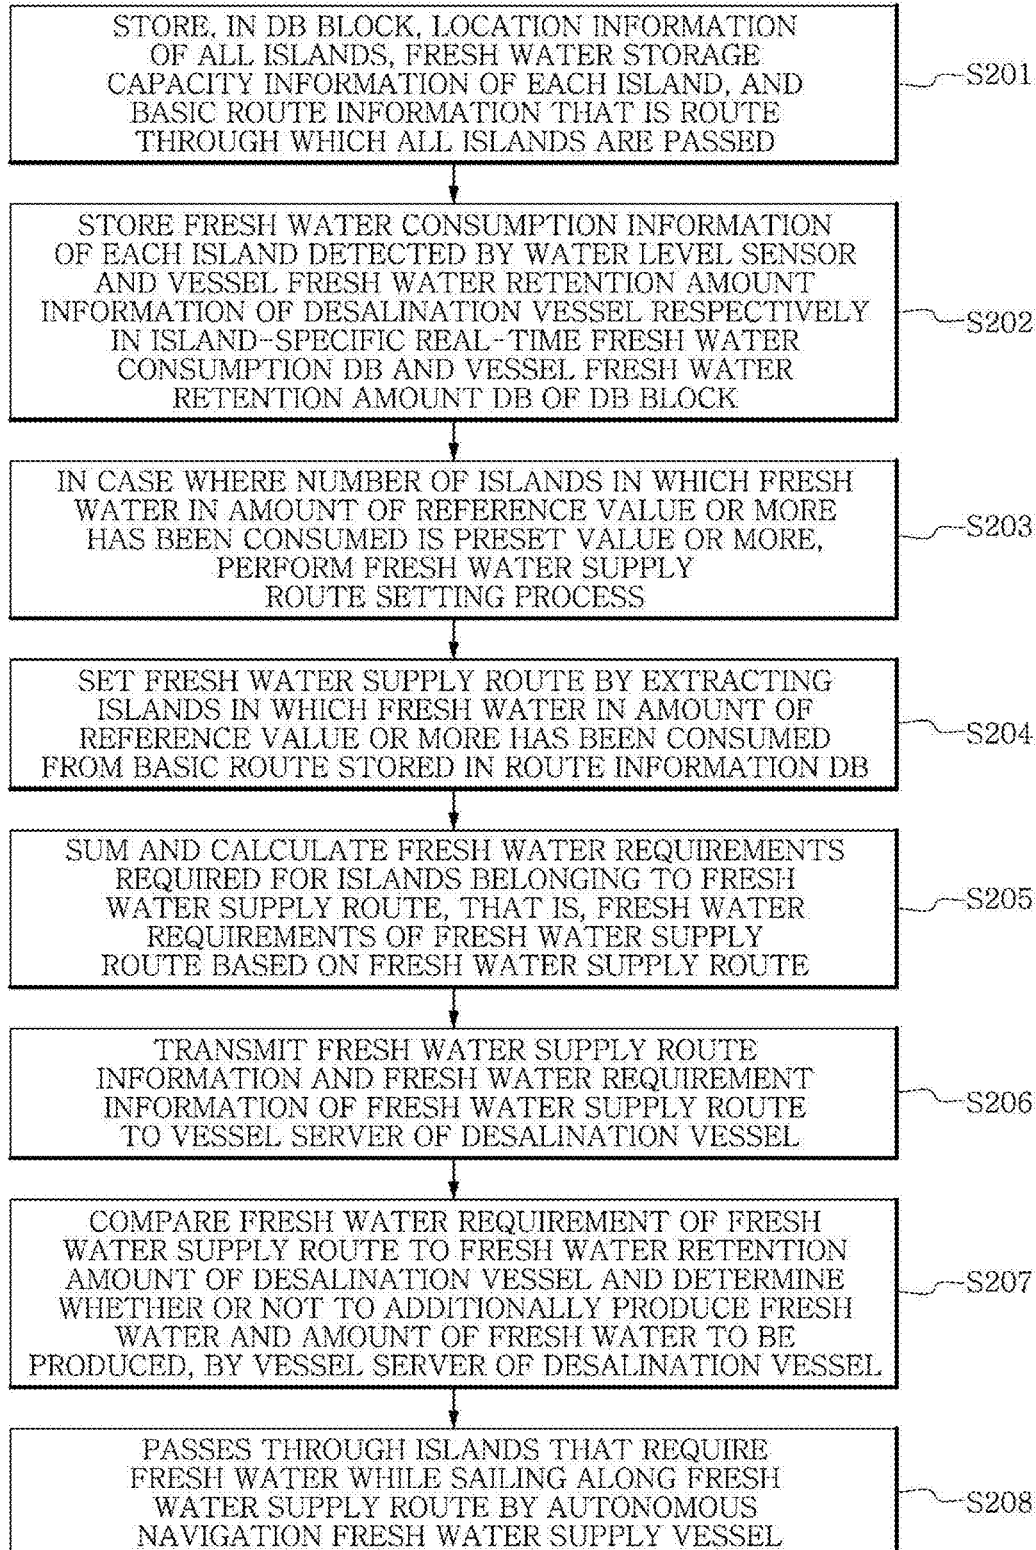 STORE, IN DB BLOCK, LOCATION INFORMATION
OF ALL ISLANDS, FRESH WATER STORAGE
CAPACITY INFORMATION OF EACH ISLAND, AND
BASIC ROUTE INFORMATION THAT IS ROUTE
THROUGH WHICH ALL ISLANDS ARE PASSED
S201
STORE FRESH WATER CONSUMPTION INFORMATION
OF EACH ISLAND DETECTED BY WATER LEVEL SENSOR
AND VESSEL FRESH WATER RETENTION AMOUNT
INFORMATION OF DESALINATION VESSEL RESPECTIVELY
IN ISLAND-SPECIFIC REAL-TIME FRESH WATER
CONSUMPTION DB AND VESSEL FRESH WATER
RETENTION AMOUNT DB OF DB BLOCK
S202
IN CASE WHERE NUMBER OF ISLANDS IN WHICH FRESH
WATER IN AMOUNT OF REFERENCE VALUE OR MORE
HAS BEEN CONSUMED IS PRESET VALUE OR MORE,
PERFORM FRESH WATER SUPPLY
ROUTE SETTING PROCESS
S203
SET FRESH WATER SUPPLY ROUTE BY EXTRACTING
ISLANDS IN WHICH FRESH WATER IN AMOUNT OF
REFERENCE VALUE OR MORE HAS BEEN CONSUMED
FROM BASIC ROUTE STORED IN ROUTE INFORMATION DB
S204
SUM AND CALCULATE FRESH WATER REQUIREMENTS
REQUIRED FOR ISLANDS BELONGING TO FRESH
WATER SUPPLY ROUTE, THAT IS, FRESH WATER
REQUIREMENTS OF FRESH WATER SUPPLY
ROUTE BASED ON FRESH WATER SUPPLY ROUTE
S205
TRANSMIT FRESH WATER SUPPLY ROUTE
INFORMATION AND FRESH WATER REQUIREMENT
INFORMATION OF FRESH WATER SUPPLY ROUTE
TO VESSEL SERVER OF DESALINATION VESSEL
S206
COMPARE FRESH WATER REQUIREMENT OF FRESH
WATER SUPPLY ROUTE TO FRESH WATER RETENTION
AMOUNT OF DESALINATION VESSEL AND DETERMINE
WHETHER OR NOT TO ADDITIONALLY PRODUCE FRESH
WATER AND AMOUNT OF FRESH WATER TO BE
PRODUCED, BY VESSEL SERVER OF DESALINATION VESSEL
S207
PASSES THROUGH ISLANDS THAT REQUIRE
FRESH WATER WHILE SAILING ALONG FRESH
WATER SUPPLY ROUTE BY AUTONOMOUS
NAVIGATION FRESH WATER SUPPLY VESSEL
S208